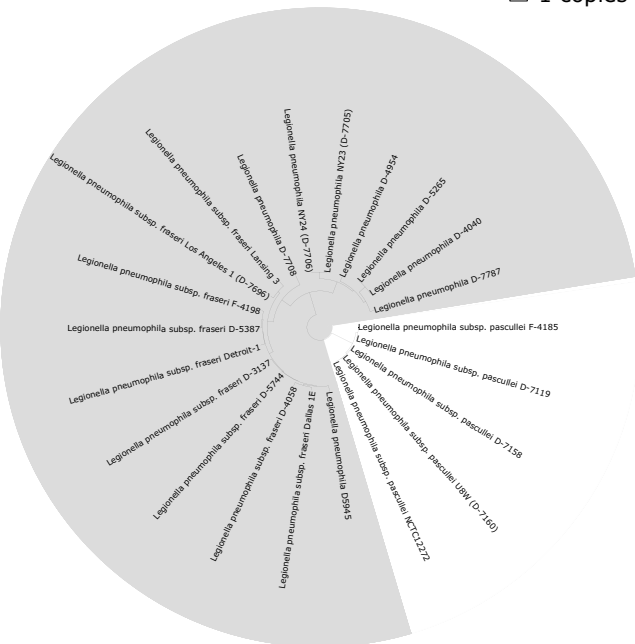 1 copies
Legionella pneumophila NY24 (D-7706)
Legionella pneumophila NY23 (D-7705)
Legionella pneumophila D-4954
Legionella pneumophila D-5265
Legionella pneumophila D-4040
Legionella pneumophila D-7787
Legionella pneumophila subsp. pascullei F-4185
Legionella pneumophila subsp. pascullei D-7119
Legionella pneumophila subsp. pascullei D-7158
Legionella pneumophila subsp. pascullei U8W (D-7160)
Legionella pneumophila subsp. pascullei NCTC12272
Legionella pneumophila D5945
Legionella pneumophila subsp. fraseri Dallas 1E
Legionella pneumophila subsp. fraseri D-4058
Legionella pneumophila subsp. fraseri D-5744
Legionella pneumophila subsp. fraseri D-3137
Legionella pneumophila subsp. fraseri Detroit-1
Legionella pneumophila subsp. fraseri D-5387
Legionella pneumophila subsp. fraseri F-4198
Legionella pneumophila subsp. fraseri Los Angeles 1 (D-7696)
Legionella pneumophila subsp. fraseri Lansing 3
Legionella pneumophila D-7708